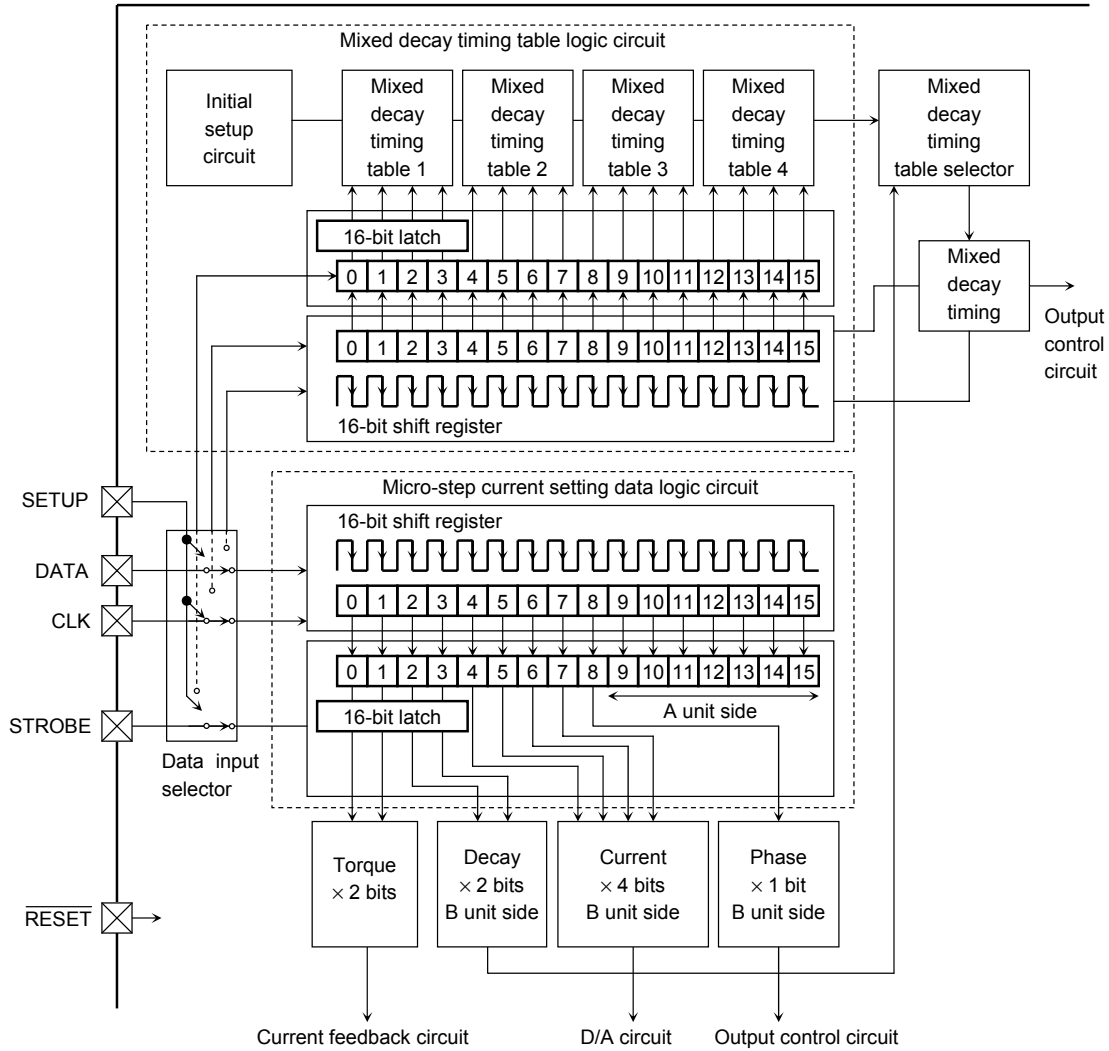 Mixed decay timing table logic circuit
Initial
setup
circuit
Mixed
decay
timing
table 1
Mixed
decay
timing
table 2
Mixed
decay
timing
table 3
Mixed
decay
timing
table 4
Mixed
decay
timing
table selector
16-bit latch
0 1 2 3 4 5 6 7 8 9 10 11 12 13 14 15
Mixed
decay
timing
Output
control
circuit
0 1 2 3 4 5 6 7 8 9 10 11 12 13 14 15
16-bit shift register
SETUP
DATA
CLK
STROBE
RESET
Data input
selector
Micro-step current setting data logic circuit
16-bit shift register
0 1 2 3 4 5 6 7 8 9 10 11 12 13 14 15
0 1 2 3 4 5 6 7 8 9 10 11 12 13 14 15
16-bit latch
A unit side
Torque
× 2 bits
Decay
× 2 bits
B unit side
Current
× 4 bits
B unit side
Phase
× 1 bit
B unit side
Current feedback circuit
D/A circuit
Output control circuit